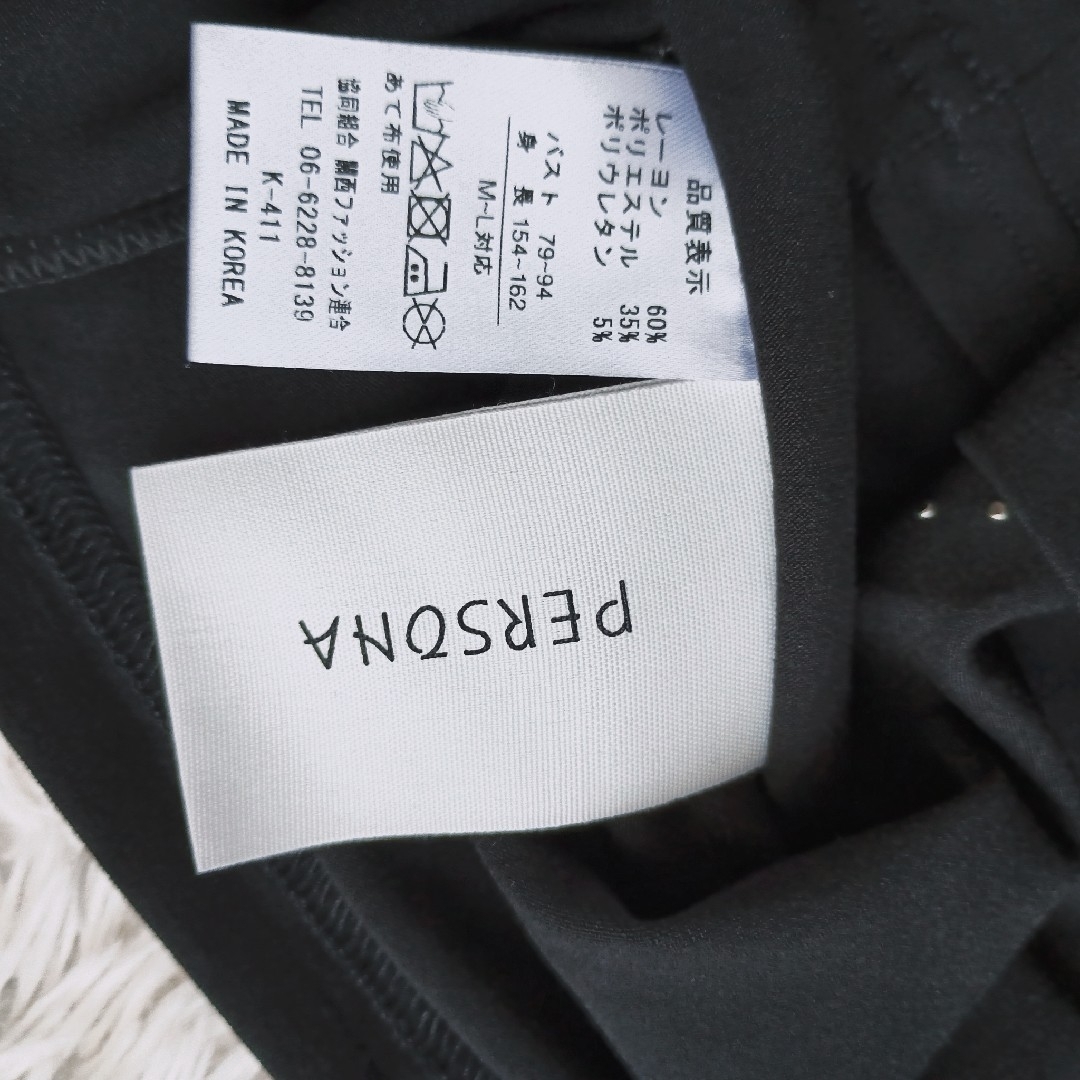 品質表示
レーヨン 60%
ポリエステル 35%
ポリウレタン 5%
バスト 79~94
身長 154~162
M~L対応
あて布使用
協同組合 関西ファッション連合
TEL 06-6228-8139
K-411
MADE IN KOREA
PERSONA